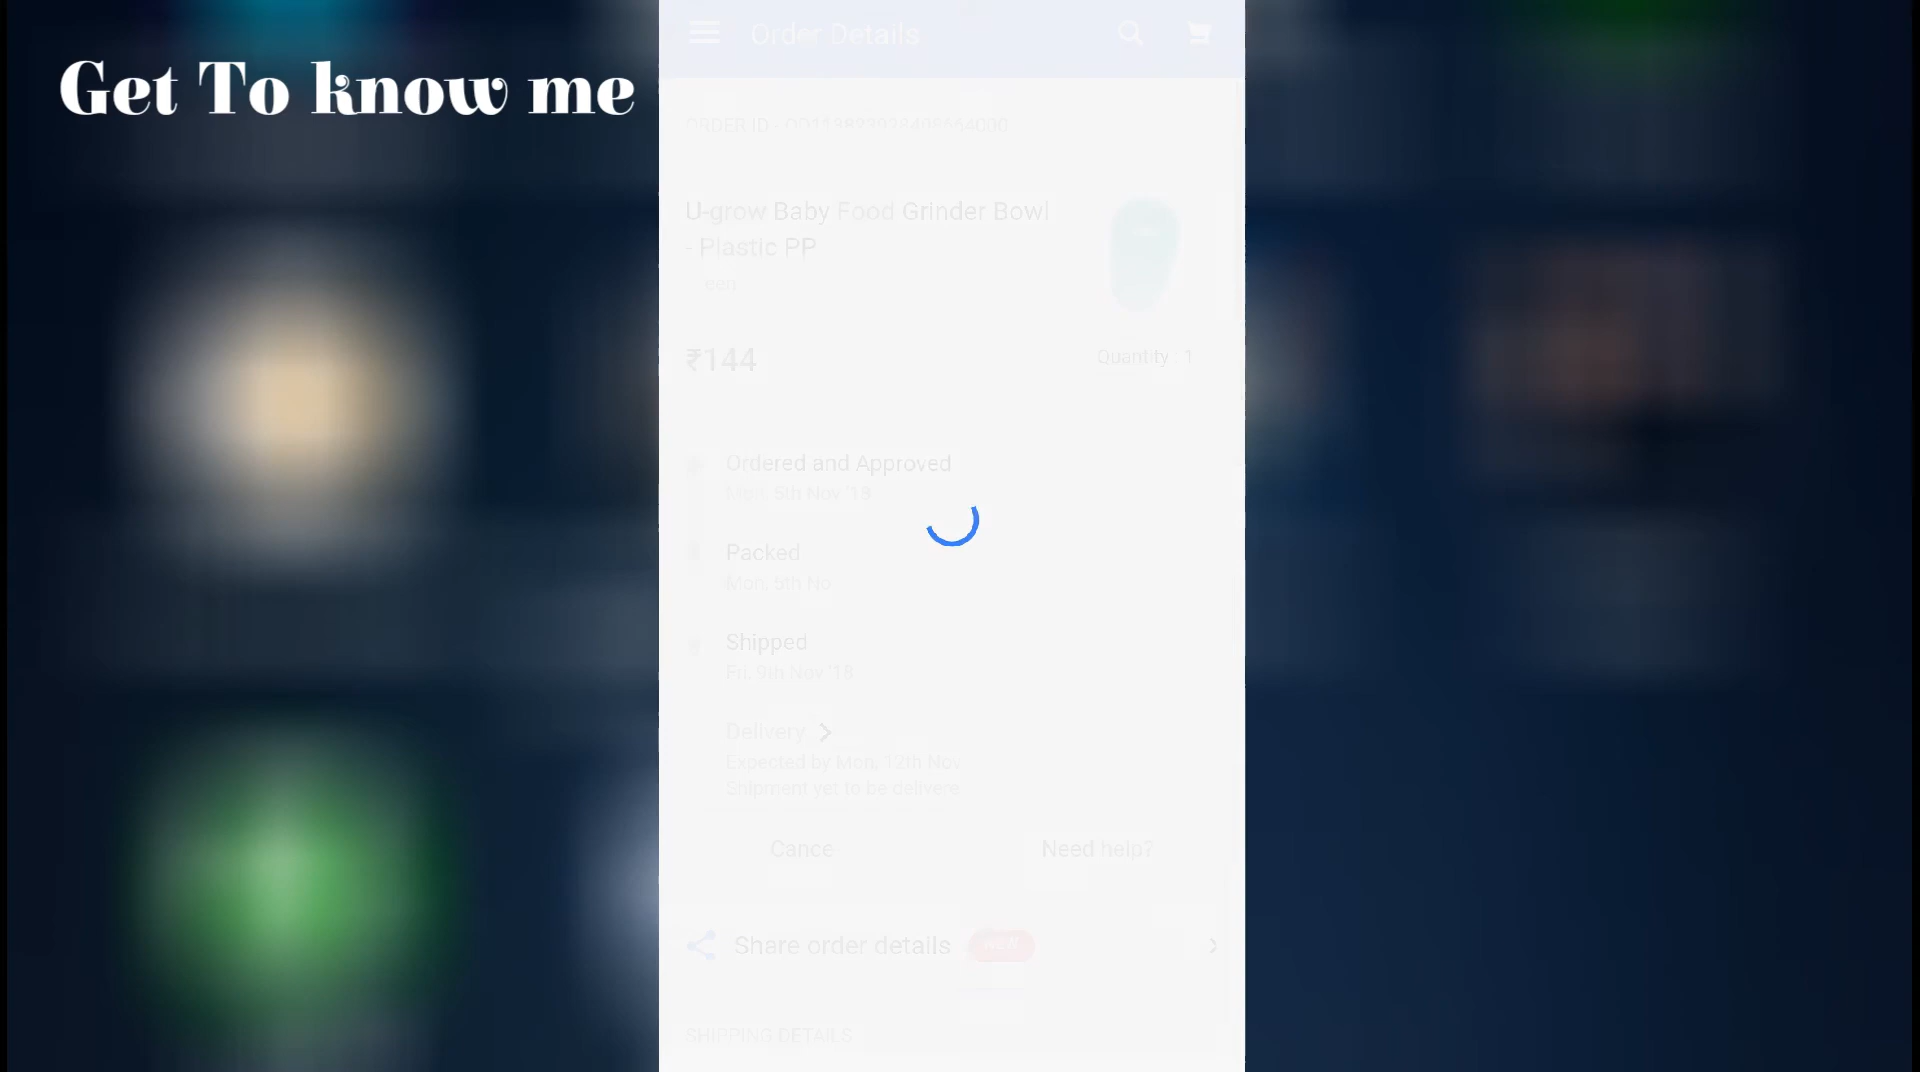 Get To know me
Order Details
ORDER ID -
U-grow Baby Food Grinder Bowl
- Plastic PP
een
₹144
Quantity 1
Ordered and Approved
Mon, 5th Nov '18
Packed
Mon, 5th No
Shipped
Fri, 9th Nov '18
Delivery
Expected by Mon, 12th Nov
Shipment yet to be delivere
Cance
Need help?
Share order details
New
SHIPPING DETAILS